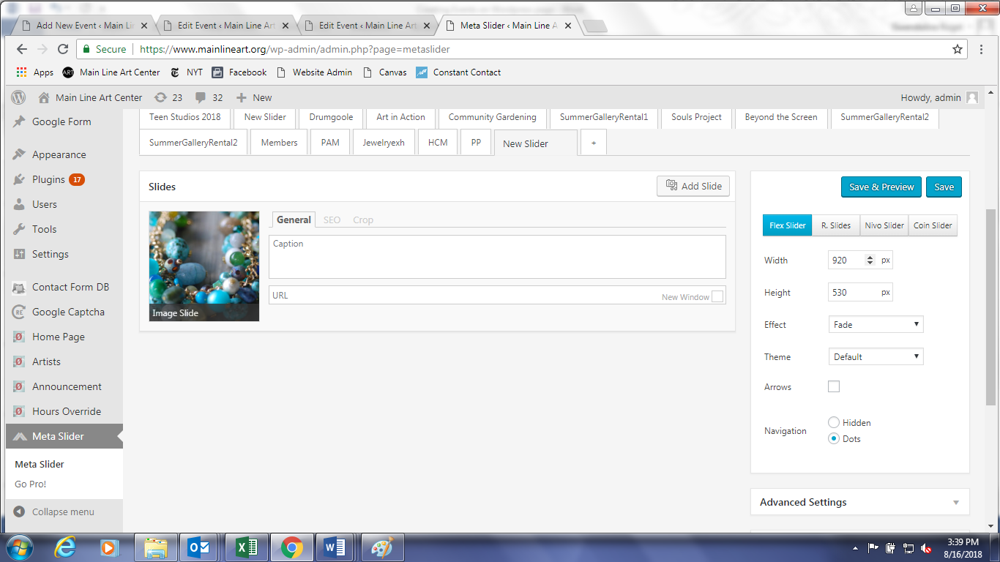 Add New Event ‹ Main Li
Edit Event ‹ Main Line Art
Edit Event ‹ Main Line Art
Meta Slider ‹ Main Line A
Secure
https://www.mainlineart.org/wp-admin/admin.php?page=metaslider
Apps
ART
Main Line Art Center
NYT
Facebook
Website Admin
Canvas
Constant Contact
Main Line Art Center
23
32
New
Howdy, admin
Google Form
Appearance
Plugins 17
Users
Tools
Settings
Contact Form DB
Google Captcha
Home Page
Artists
Announcement
Hours Override
Meta Slider
Meta Slider
Go Pro!
Collapse menu
Teen Studios 2018
New Slider
Drumgoole
Art in Action
Community Gardening
SummerGalleryRental1
Souls Project
Beyond the Screen
SummerGalleryRental2
SummerGalleryRental2
Members
PAM
Jewelryexh
HCM
PP
New Slider
+
Slides
Add Slide
Image Slide
General
SEO
Crop
Caption
URL
New Window
Save & Preview
Save
Flex Slider
R. Slides
Nivo Slider
Coin Slider
Width
920
px
Height
530
px
Effect
Fade
Theme
Default
Arrows
Navigation
Hidden
Dots
Advanced Settings
3:39 PM
8/16/2018